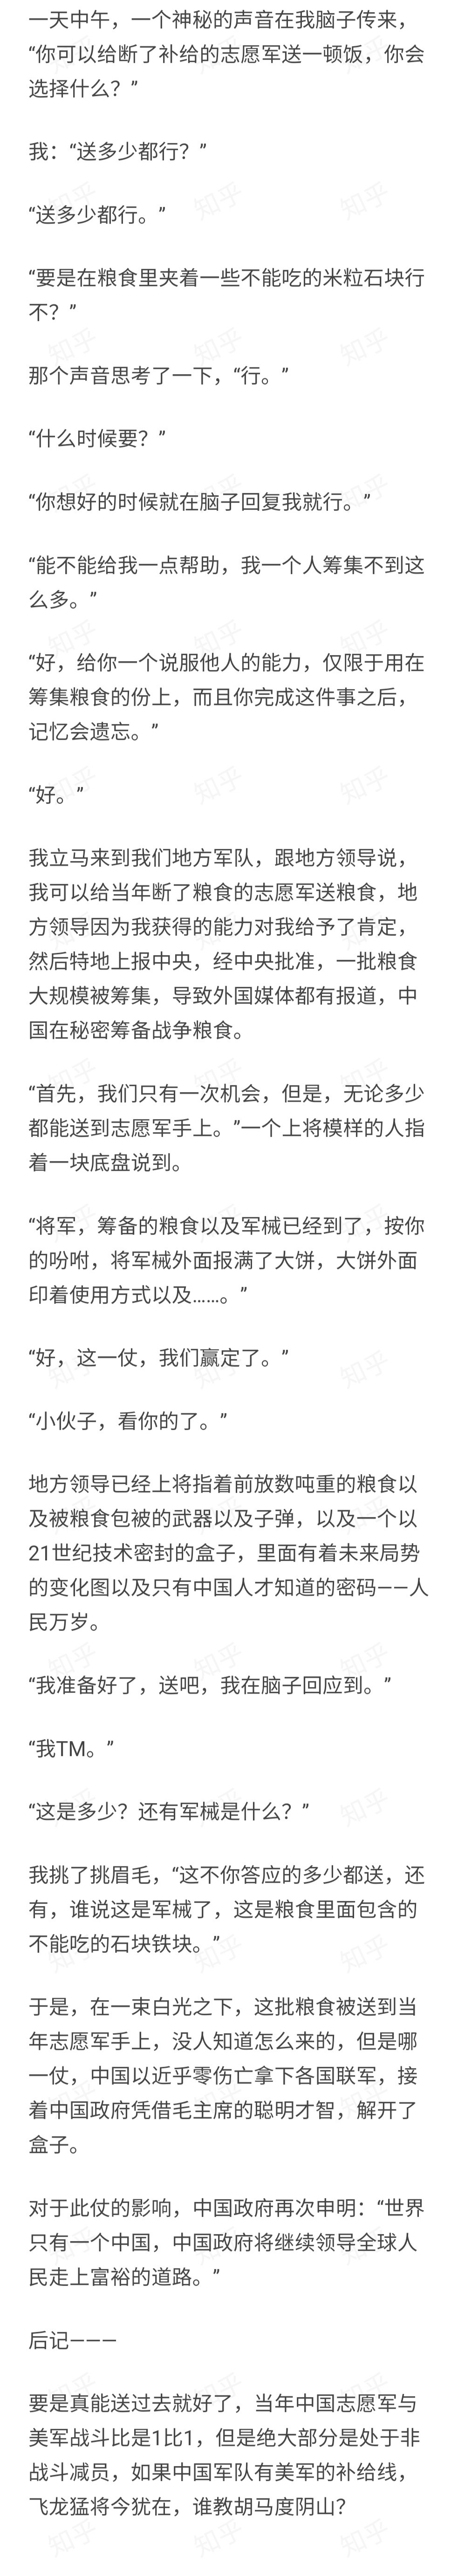 一天中午，一个神秘的声音在我脑子传来，
“你可以给断了补给的志愿军送一顿饭，你会
选择什么？”
我：“送多少都行？”
“送多少都行。”
“要是在粮食里夹着一些不能吃的米粒石块行
不？”
那个声音思考了一下，“行。”
“什么时候要？”
“你想好的时候就在脑子回复我就行。”
“能不能给我一点帮助，我一个人筹集不到这
么多。”
“好，给你一个说服他人的能力，仅限于用在
筹集粮食的份上，而且你完成这件事之后，
记忆会遗忘。”
“好。”
我立马来到我们地方军队，跟地方领导说，
我可以给当年断了粮食的志愿军送粮食，地
方领导因为我获得的能力对我给予了肯定，
然后特地上报中央，经中央批准，一批粮食
大规模被筹集，导致外国媒体都有报道，中
国在秘密筹备战争粮食。
“首先，我们只有一次机会，但是，无论多少
都能送到志愿军手上。”一个上将模样的人指
着一块底盘说到。
“将军，筹备的粮食以及军械已经到了，按你
的吩咐，将军械外面报满了大饼，大饼外面
印着使用方式以及……。”
“好，这一仗，我们赢定了。”
“小伙子，看你的了。”
地方领导已经上将指着前放数吨重的粮食以
及被粮食包被的武器以及子弹，以及一个以
21世纪技术密封的盒子，里面有着未来局势
的变化图以及只有中国人才知道的密码——人
民万岁。
“我准备好了，送吧，我在脑子回应到。”
“我TM。”
“这是多少？还有军械是什么？”
我挑了挑眉毛，“这不你答应的多少都送，还
有，谁说这是军械了，这是粮食里面包含的
不能吃的石块铁块。”
于是，在一束白光之下，这批粮食被送到当
年志愿军手上，没人知道怎么来的，但是哪
一仗，中国以近乎零伤亡拿下各国联军，接
着中国政府凭借毛主席的聪明才智，解开了
盒子。
对于此仗的影响，中国政府再次申明：“世界
只有一个中国，中国政府将继续领导全球人
民走上富裕的道路。”
后记———
要是真能送过去就好了，当年中国志愿军与
美军战斗比是1比1，但是绝大部分是处于非
战斗减员，如果中国军队有美军的补给线，
飞龙猛将今犹在，谁教胡马度阴山？